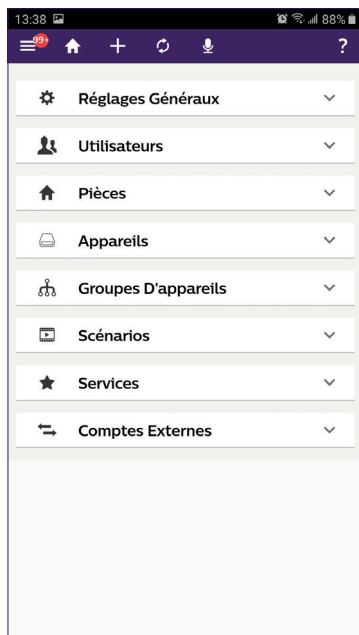 13:38 88%
99+ ?
Réglages Généraux
Utilisateurs
Pièces
Appareils
Groupes D'appareils
Scénarios
Services
Comptes Externes